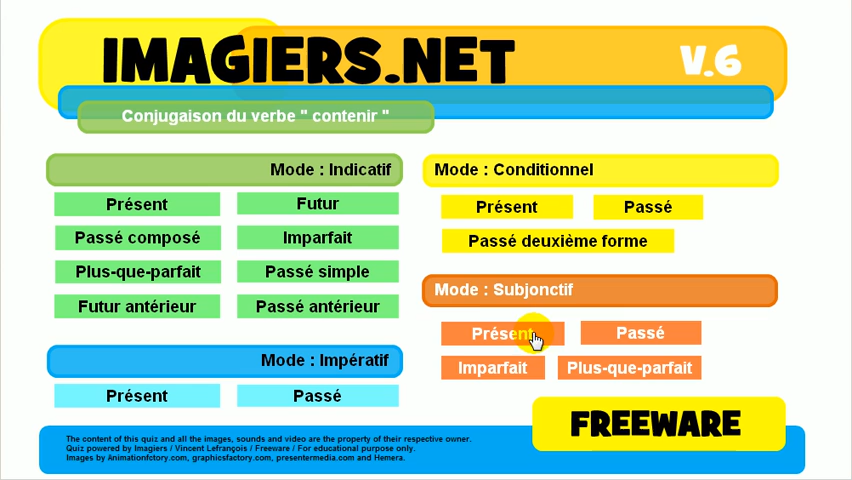 IMAGIERS.NET
V.6
Conjugaison du verbe " contenir "
Mode : Indicatif
Présent
Futur
Passé composé
Imparfait
Plus-que-parfait
Passé simple
Futur antérieur
Passé antérieur
Mode : Impératif
Présent
Passé
Mode : Conditionnel
Présent
Passé
Passé deuxième forme
Mode : Subjonctif
Présent
Passé
Imparfait
Plus-que-parfait
FREEWARE
The content of this quiz and all the images, sounds and video are the property of their respective owner.
Quiz powered by Imagiers / Vincent Lefrançois / Freeware / For educational purpose only.
Images by Animationfctory.com, graphicsfactory.com, presentermedia.com and Hemera.